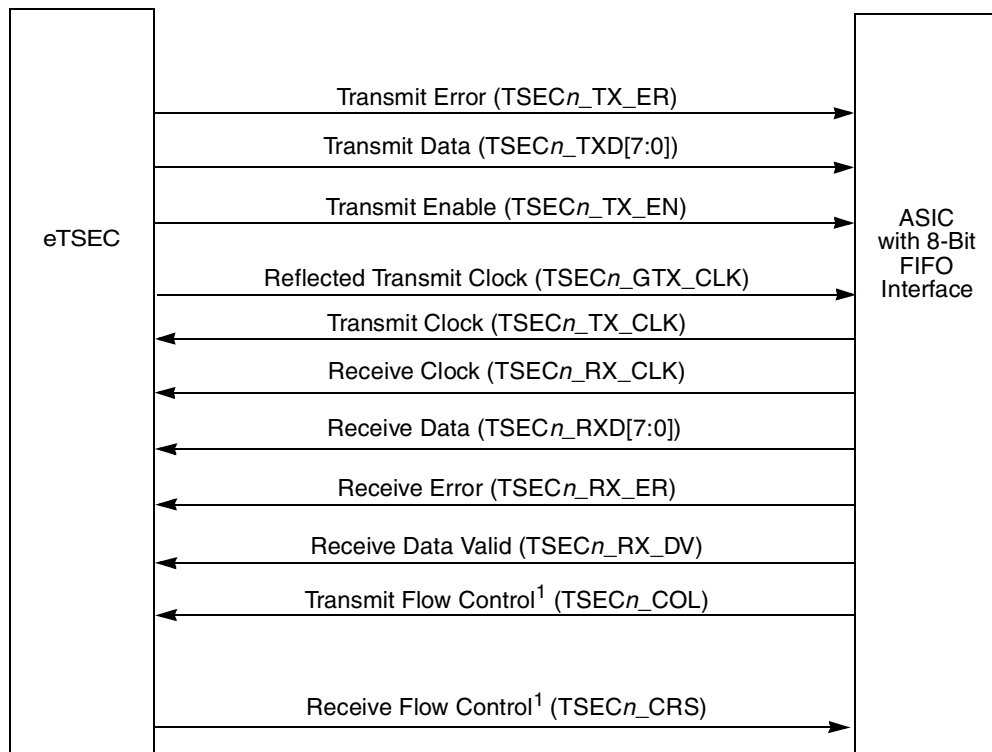 Transmit Error (TSECn_TX_ER)
Transmit Data (TSECn_TXD[7:0])
Transmit Enable (TSECn_TX_EN)
eTSEC
ASIC
with 8-Bit
FIFO
Interface
Reflected Transmit Clock (TSECn_GTX_CLK)
Transmit Clock (TSECn_TX_CLK)
Receive Clock (TSECn_RX_CLK)
Receive Data (TSECn_RXD[7:0])
Receive Error (TSECn_RX_ER)
Receive Data Valid (TSECn_RX_DV)
Transmit Flow Control¹ (TSECn_COL)
Receive Flow Control¹ (TSECn_CRS)